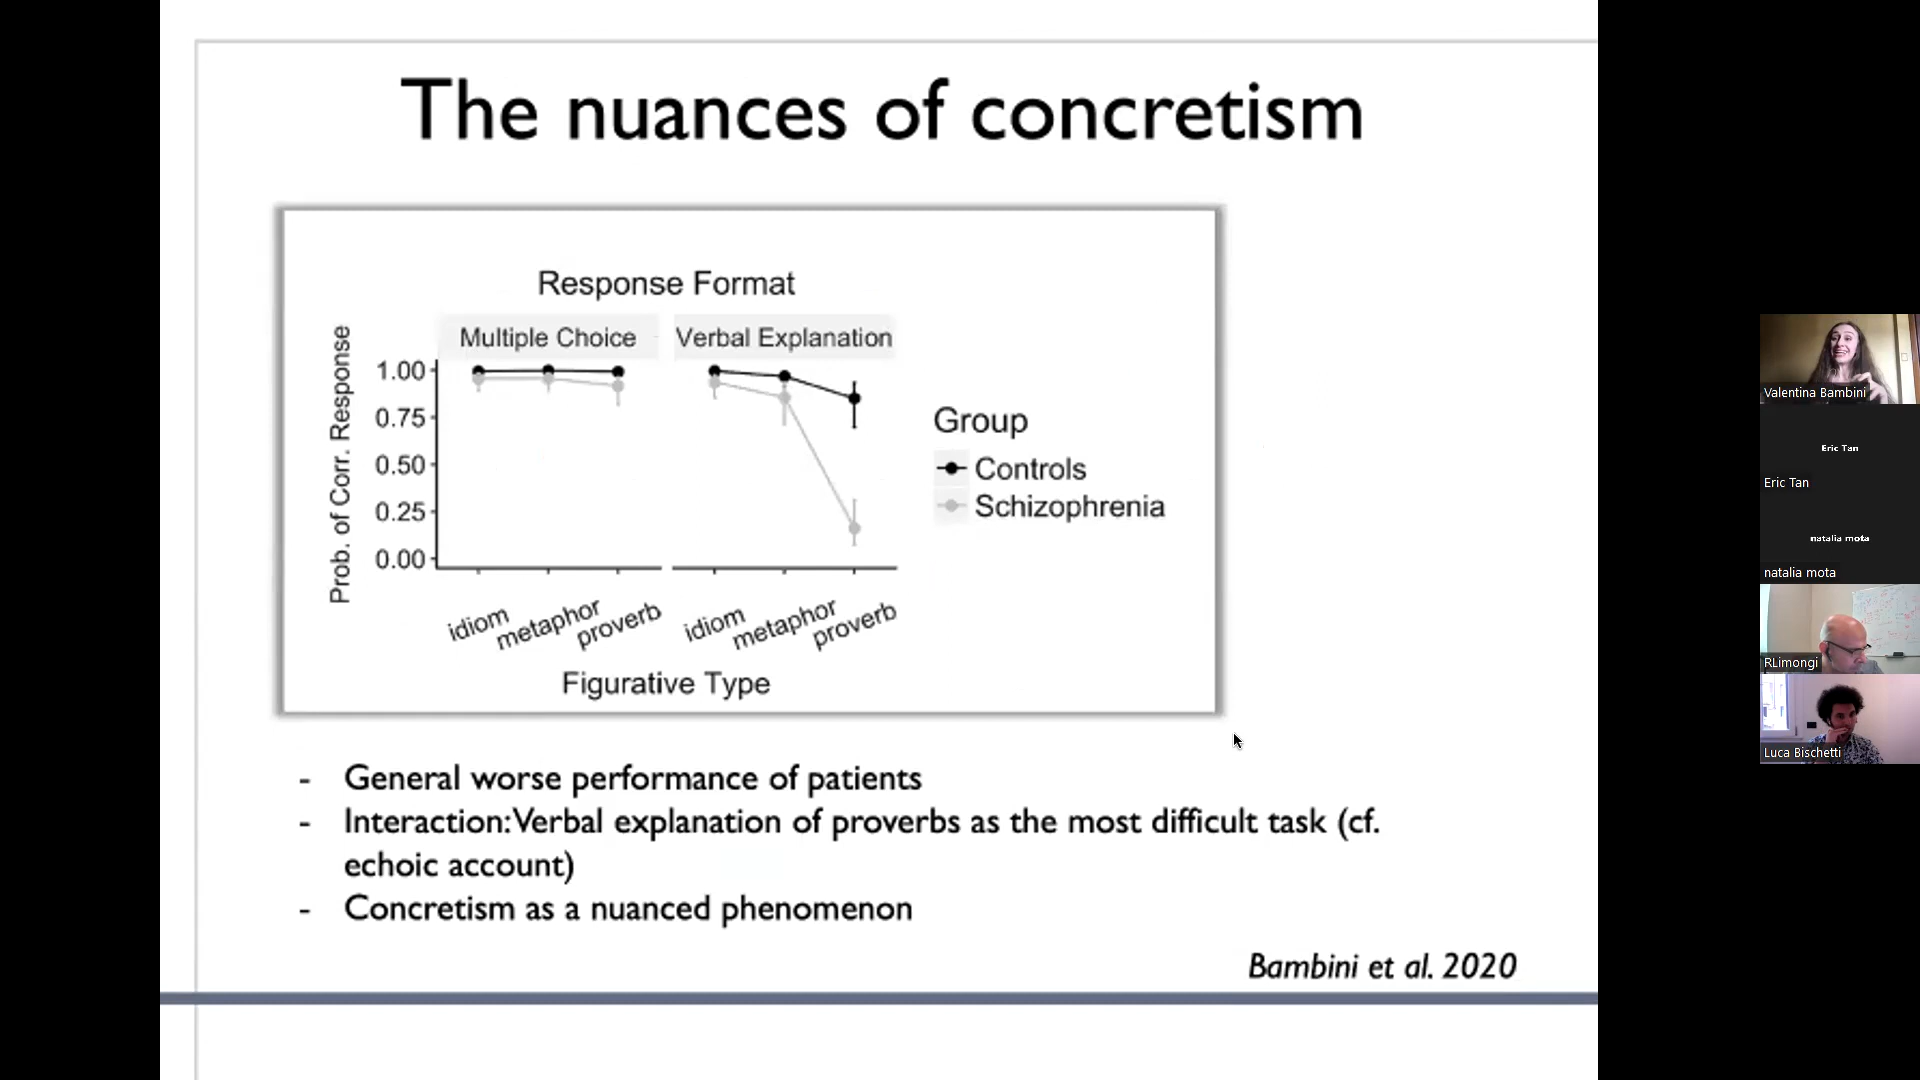 The nuances of concretism
Response Format
Multiple Choice
Verbal Explanation
Prob. of Corr. Response
1.00
0.75
0.50
0.25
0.00
idiom
metaphor
proverb
idiom
metaphor
proverb
Figurative Type
Group
Controls
Schizophrenia
- General worse performance of patients
- Interaction:Verbal explanation of proverbs as the most difficult task (cf.
echoic account)
- Concretism as a nuanced phenomenon
Bambini et al. 2020
Valentina Bambini
Eric Tan
Eric Tan
natalia mota
natalia mota
RLimongi
Luca Bischetti